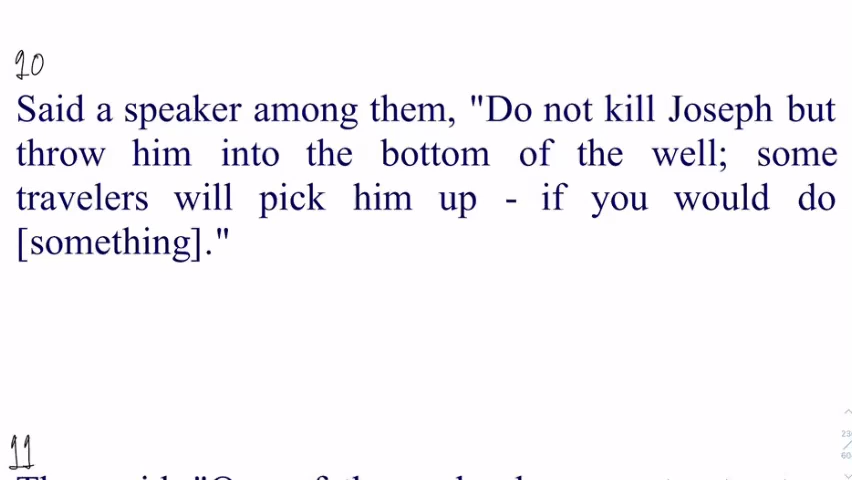 10
Said a speaker among them, "Do not kill Joseph but
throw him into the bottom of the well; some
travelers will pick him up - if you would do
[something]."
11